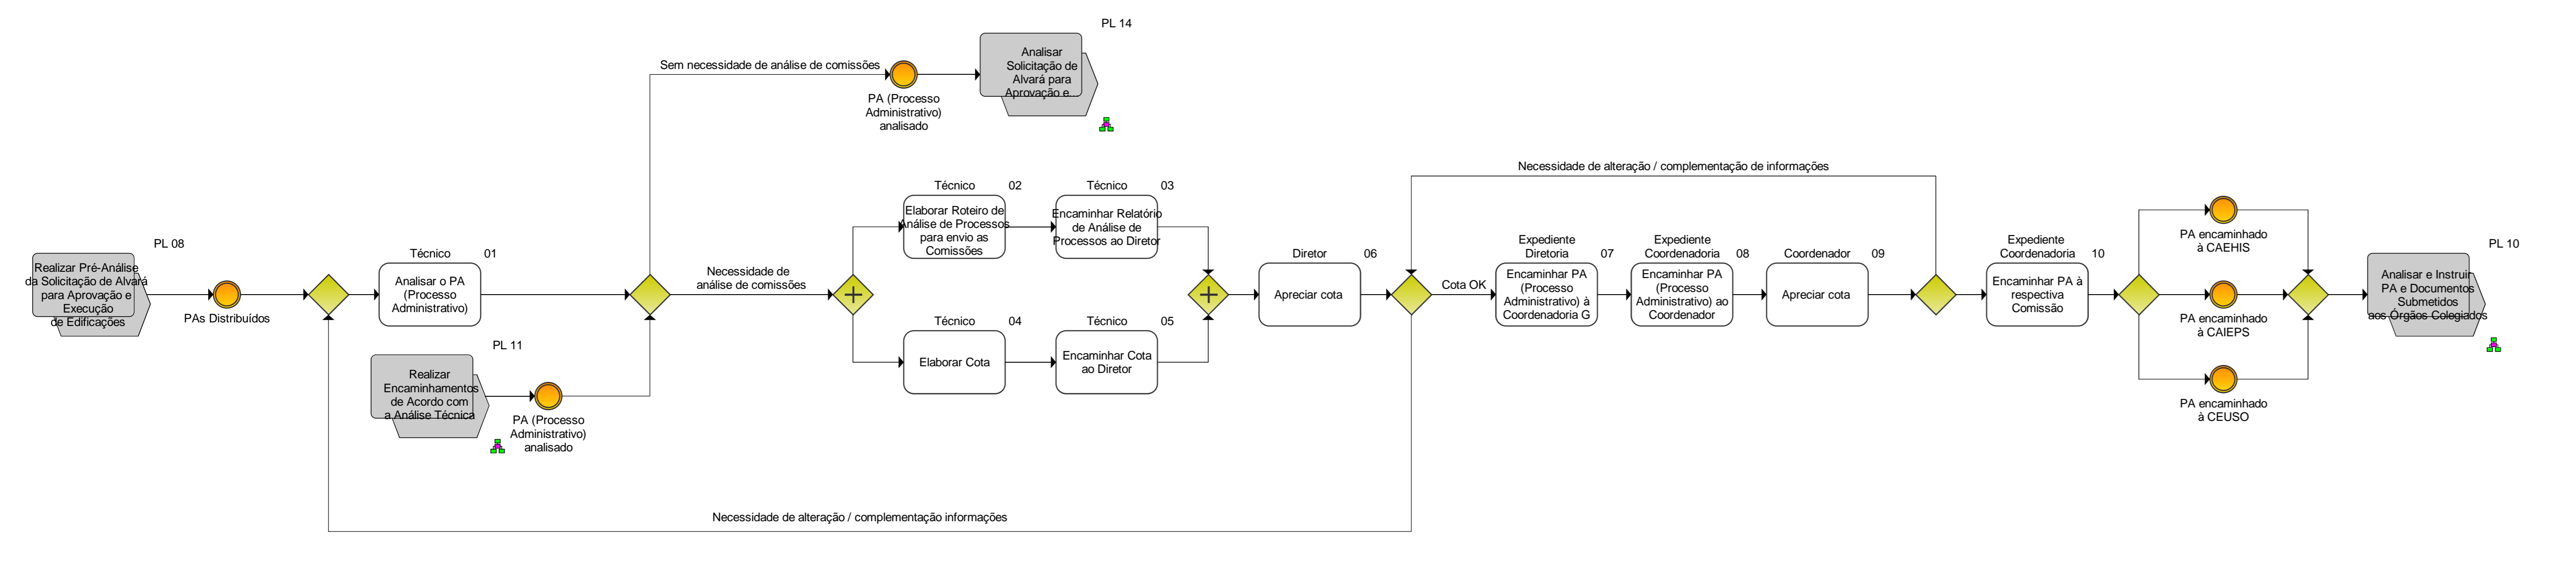 PL 14
Analisar
Solicitação de
Alvará para
Aprovação e...
Sem necessidade de análise de comissões
PA (Processo
Administrativo)
analisado
PL 08
Realizar Pré-Análise
da Solicitação de Alvará
para Aprovação e
Execução
de Edificações
PAs Distribuídos
Técnico 01
Analisar o PA
(Processo
Administrativo)
PL 11
Realizar
Encaminhamentos
de Acordo com
a Análise Técnica
PA (Processo
Administrativo)
analisado
Necessidade de
análise de comissões
Técnico 02
Elaborar Roteiro de
Análise de Processos
para envio as
Comissões
Técnico 03
Encaminhar Relatório
de Análise de
Processos ao Diretor
Técnico 04
Elaborar Cota
Técnico 05
Encaminhar Cota
ao Diretor
Diretor 06
Apreciar cota
Necessidade de alteração / complementação de informações
Cota OK
Expediente
Diretoria 07
Encaminhar PA
(Processo
Administrativo) à
Coordenadoria G
Expediente
Coordenadoria 08
Encaminhar PA
(Processo
Administrativo) ao
Coordenador
Coordenador 09
Apreciar cota
Expediente
Coordenadoria 10
Encaminhar PA à
respectiva
Comissão
PA encaminhado
à CAEHIS
PA encaminhado
à CAIEPS
PA encaminhado
à CEUSO
PL 10
Analisar e Instruir
PA e Documentos
Submetidos
aos Órgãos Colegiados
Necessidade de alteração / complementação informações